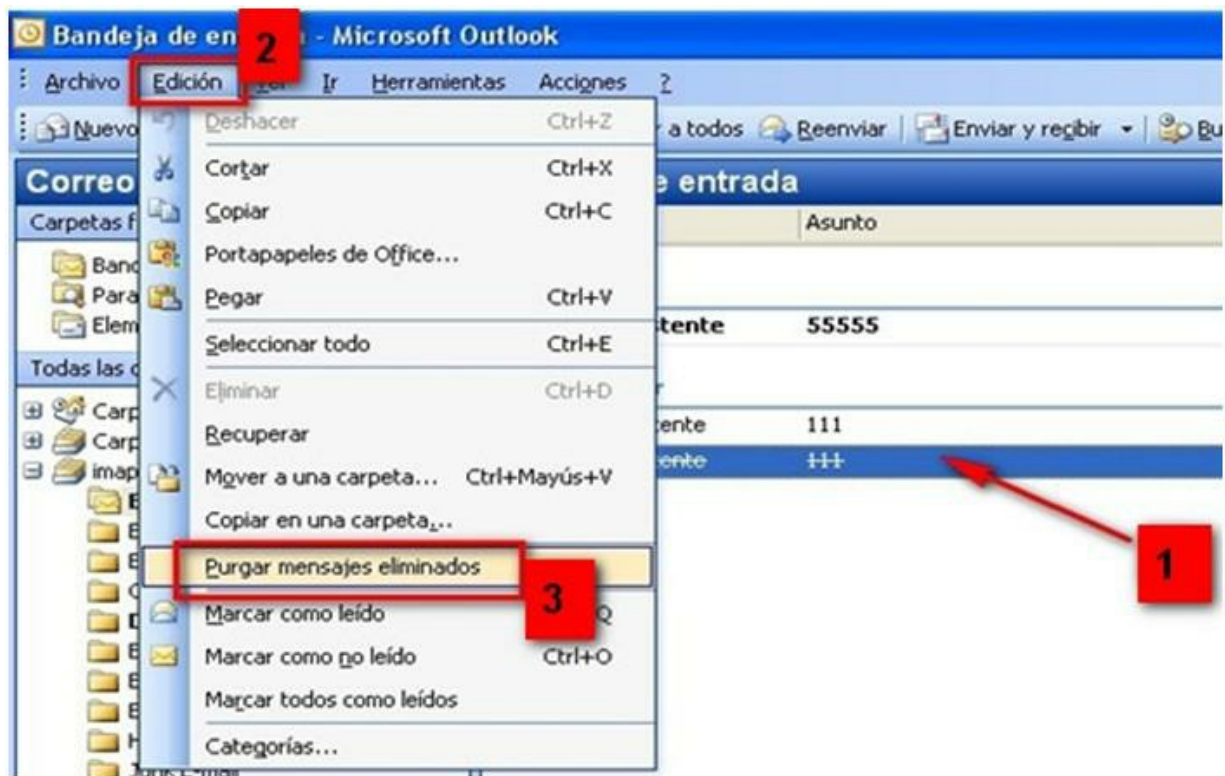 Bandeja de en - Microsoft Outlook
2
Archivo Edición Ir Herramientas Acciones ?
Nuevo a todos Reenviar Enviar y recibir
Deshacer Ctrl+Z
Correo entrada
Cortar Ctrl+X
Carpetas Asunto
Copiar Ctrl+C
Portapapeles de Office...
Pegar Ctrl+V
55555
Seleccionar todo Ctrl+E
Todas las
Eliminar Ctrl+D
111
Recuperar
imap 111
Mover a una carpeta... Ctrl+Mayús+V
Copiar en una carpeta...
1
Purgar mensajes eliminados
3
Marcar como leído Q
Marcar como no leído Ctrl+O
Marcar todos como leídos
Categorías...
Junk E-mail